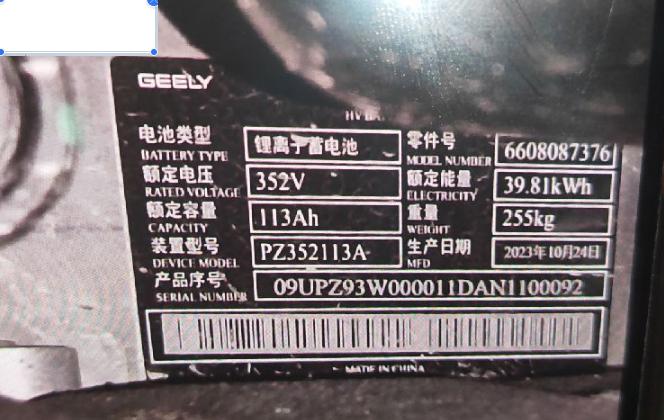 GEELY
电池类型 锂离子蓄电池 零件号 6608087376
BATTERY TYPE MODEL NUMBER
额定电压 352V 额定能量 39.81kWh
RATED VOLTAGE ELECTRICITY
额定容量 113Ah 重量 255kg
CAPACITY WEIGHT
装置型号 PZ352113A 生产日期 2023年10月24日
DEVICE MODEL MFD
产品序号 09UPZ93W000011DAN1100092
SERIAL NUMBER
MADE IN CHINA